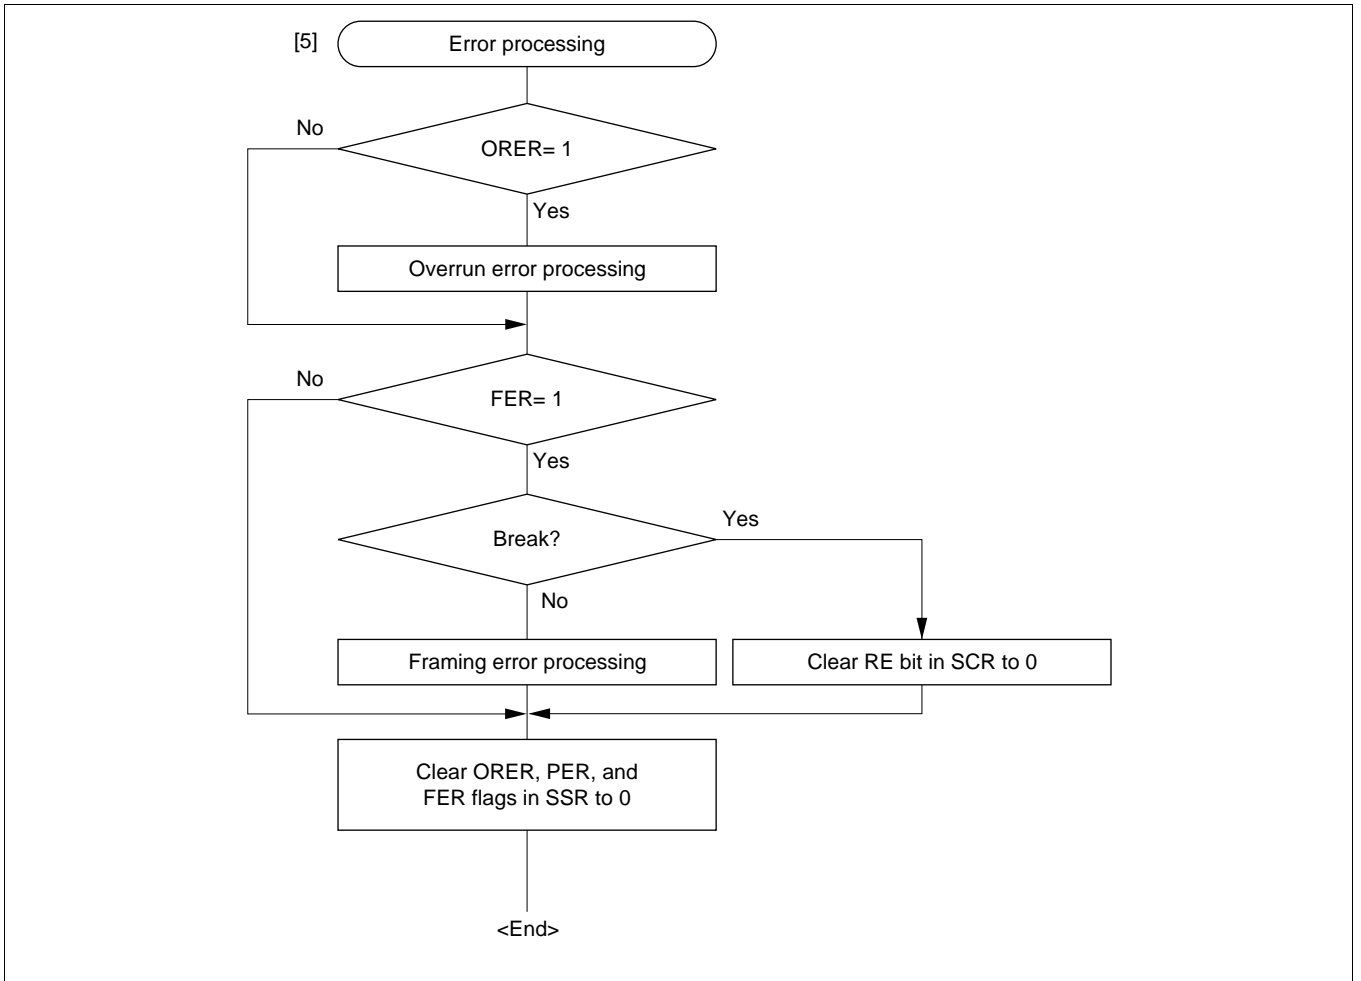 [5]
Error processing
No
ORER= 1
Yes
Overrun error processing
No
FER= 1
Yes
Break?
Yes
No
Framing error processing
Clear RE bit in SCR to 0
Clear ORER, PER, and
FER flags in SSR to 0
<End>